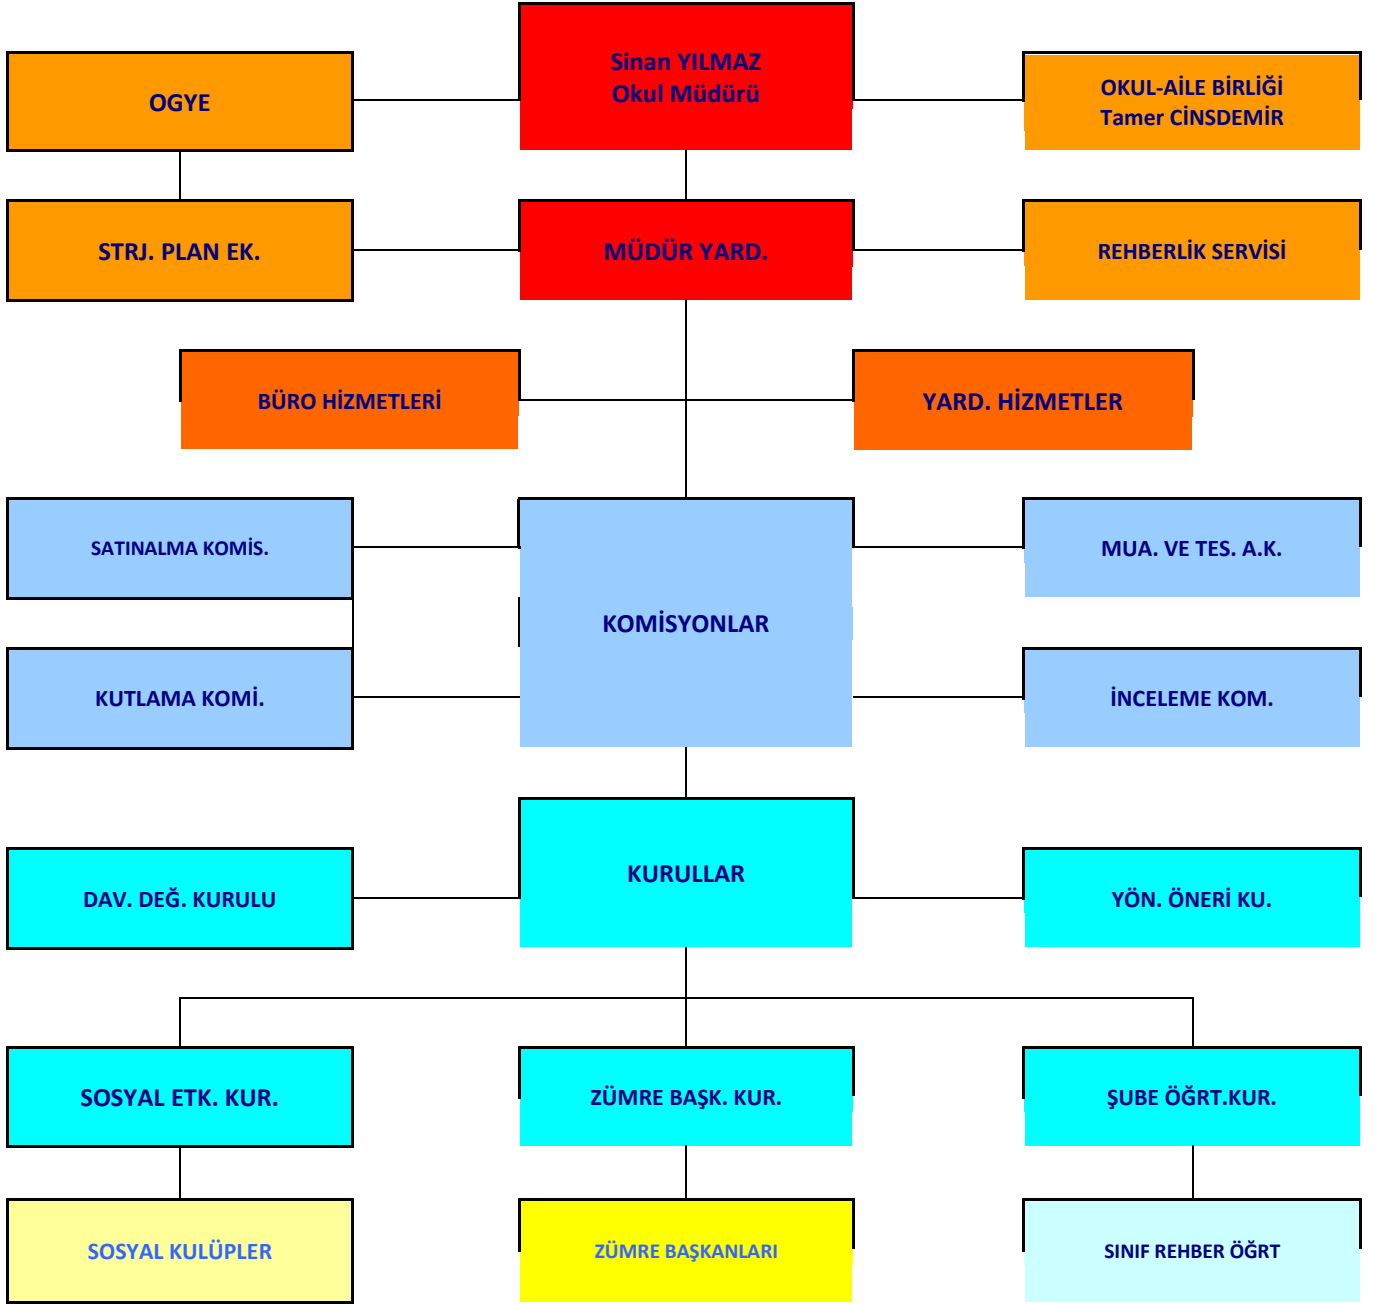 Sinan YILMAZ
Okul Müdürü
OGYE
OKUL-AİLE BİRLİĞİ
Tamer CİNSDEMİR
STRJ. PLAN EK.
MÜDÜR YARD.
REHBERLİK SERVİSİ
BÜRO HİZMETLERİ
YARD. HİZMETLER
SATINALMA KOMİS.
MUA. VE TES. A.K.
KOMİSYONLAR
KUTLAMA KOMİ.
İNCELEME KOM.
KURULLAR
DAV. DEĞ. KURULU
YÖN. ÖNERİ KU.
SOSYAL ETK. KUR.
ZÜMRE BAŞK. KUR.
ŞUBE ÖĞRT.KUR.
SOSYAL KULÜPLER
ZÜMRE BAŞKANLARI
SINIF REHBER ÖĞRT